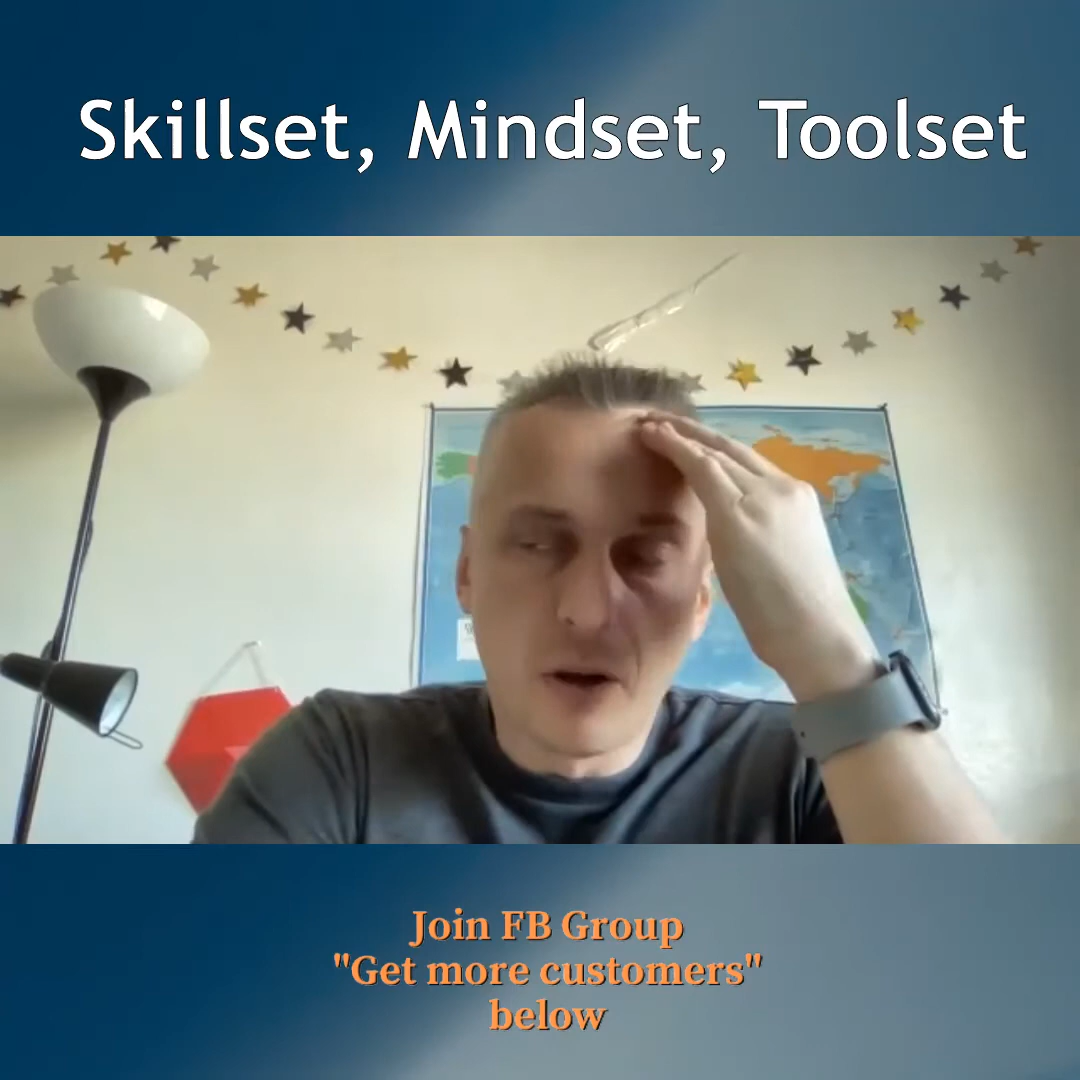 Skillset, Mindset, Toolset
Join FB Group
"Get more customers"
below